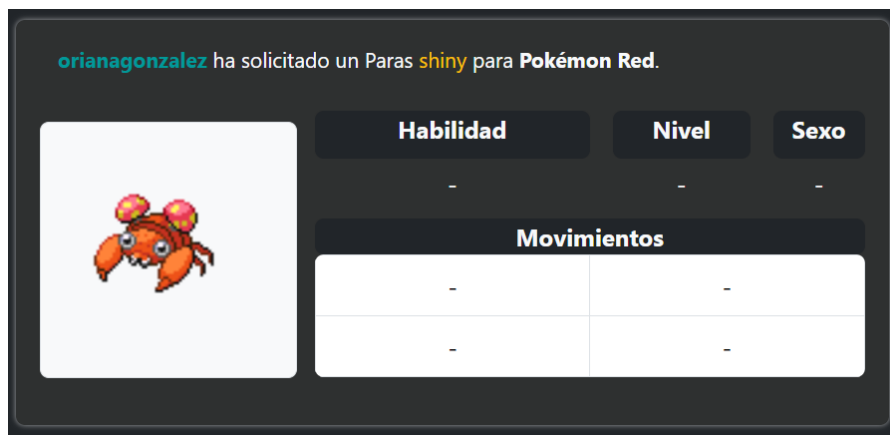 orianagonzalez ha solicitado un Paras shiny para Pokémon Red.
Habilidad Nivel Sexo
- - -
Movimientos
- -
- -